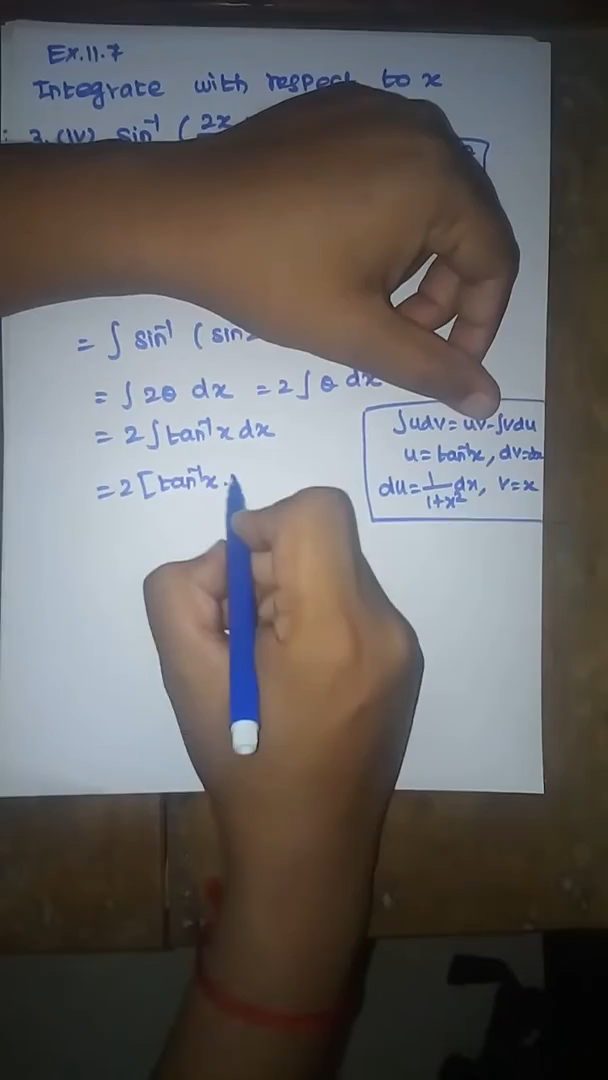 Ex.11.7
Integrate with respect to x
3. (iv) sin⁻¹ (2x
= ∫ sin⁻¹ (sin2
= ∫ 2θ dx = 2 ∫ θ dx
= 2 ∫ tan⁻¹x dx
= 2 [tan⁻¹x .
∫udv = uv - ∫vdu
u = tan⁻¹x, dv = dx
du = 1/1+x² dx, v = x